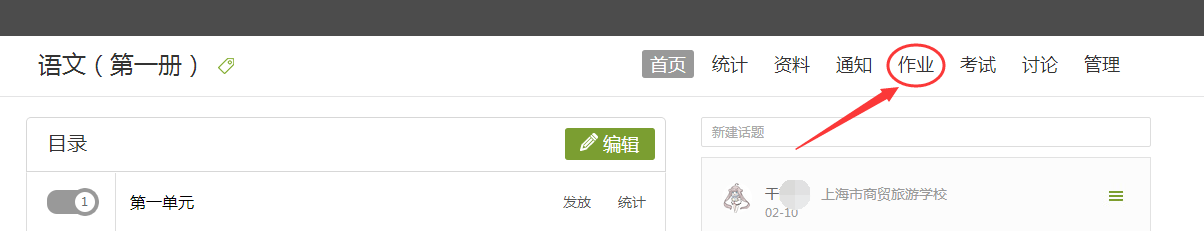 语文（第一册）
首页 统计 资料 通知 作业 考试 讨论 管理
目录 编辑
1 第一单元 发放 统计
新建话题
干 上海市商贸旅游学校
02-10